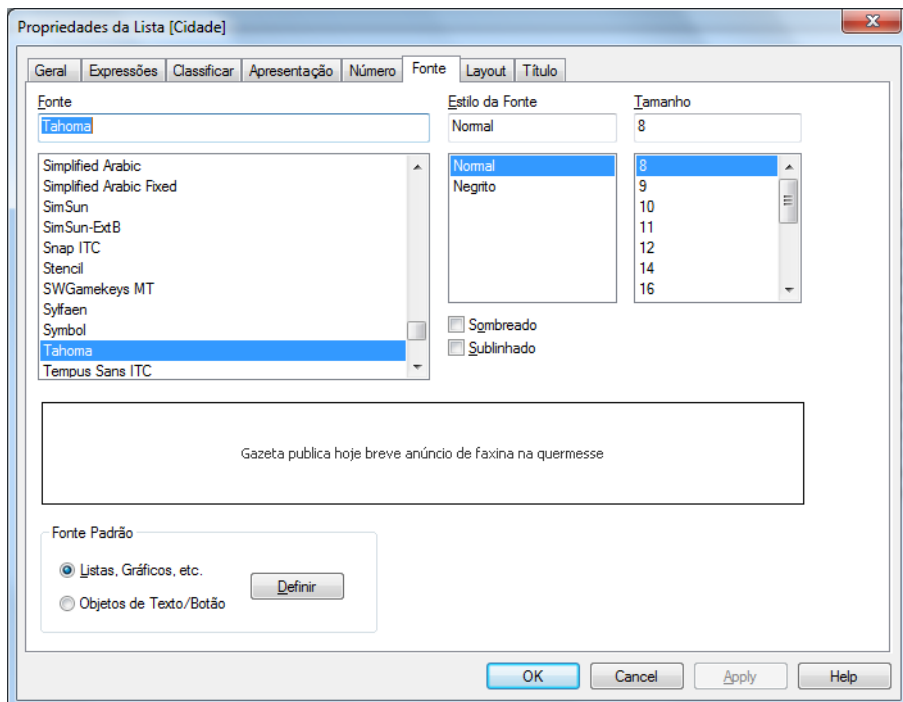 Propriedades da Lista [Cidade]
Geral Expressões Classificar Apresentação Número Fonte Layout Título
Fonte Estilo da Fonte Tamanho
Tahoma Normal 8
Simplified Arabic Normal 8
Simplified Arabic Fixed Negrito 9
SimSun 10
SimSun-ExtB 11
Snap ITC 12
Stencil 14
SWGamekeys MT 16
Sylfaen
Symbol Sombreado
Tahoma Sublinhado
Tempus Sans ITC
Gazeta publica hoje breve anúncio de faxina na quermesse
Fonte Padrão
Listas, Gráficos, etc. Definir
Objetos de Texto/Botão
OK Cancel Apply Help